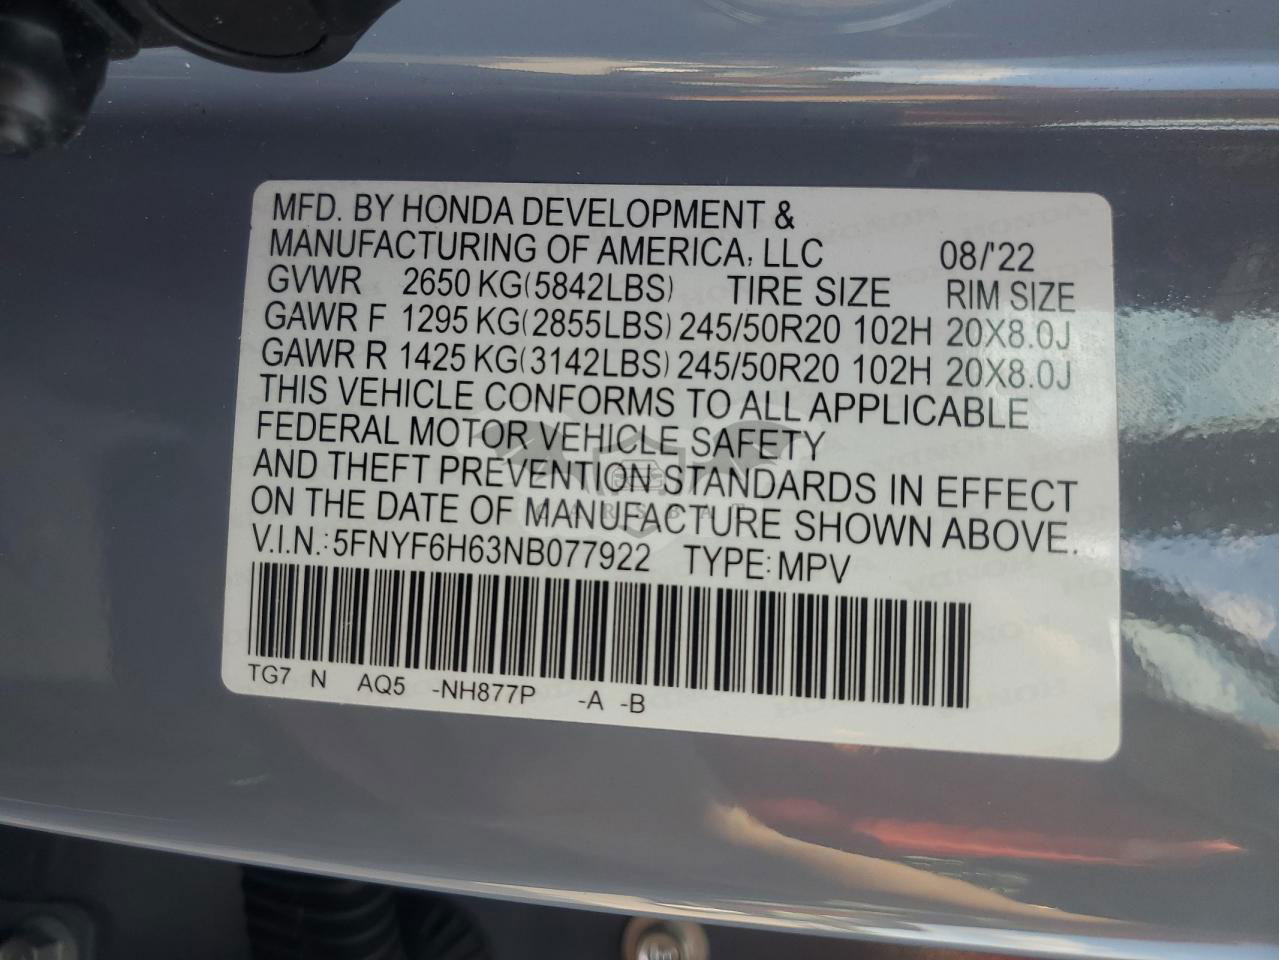 MFD. BY HONDA DEVELOPMENT &
MANUFACTURING OF AMERICA, LLC 08/'22
GVWR 2650 KG(5842LBS) TIRE SIZE RIM SIZE
GAWR F 1295 KG(2855LBS) 245/50R20 102H 20X8.0J
GAWR R 1425 KG(3142LBS) 245/50R20 102H 20X8.0J
THIS VEHICLE CONFORMS TO ALL APPLICABLE
FEDERAL MOTOR VEHICLE SAFETY
AND THEFT PREVENTION STANDARDS IN EFFECT
ON THE DATE OF MANUFACTURE SHOWN ABOVE.
V.I.N.: 5FNYF6H63NB077922 TYPE: MPV
TG7 N AQ5 -NH877P -A -B